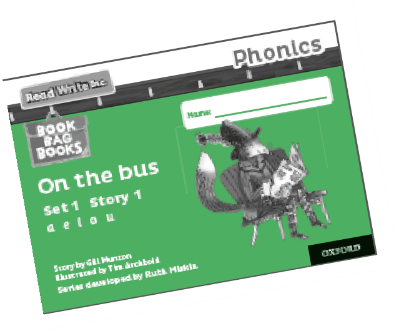 Phonics
Read Write Inc.
Name
BOOK
BAG
BOOKS
On the bus
Set 1 Story 1
a e i o u
Story by Gill Munton
Illustrated by Tim Archbold
Series developed by Ruth Miskin
OXFORD